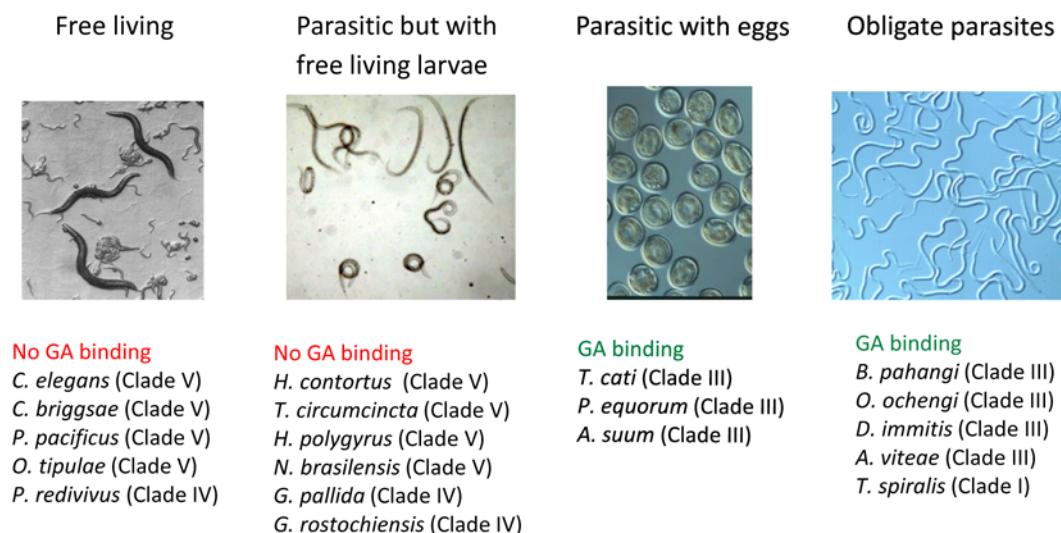 Free living
Parasitic but with
free living larvae
Parasitic with eggs
Obligate parasites
No GA binding
C. elegans (Clade V)
C. briggsae (Clade V)
P. pacificus (Clade V)
O. tipulae (Clade V)
P. redivivus (Clade IV)
No GA binding
H. contortus (Clade V)
T. circumcincta (Clade V)
H. polygyrus (Clade V)
N. brasilensis (Clade V)
G. pallida (Clade IV)
G. rostochiensis (Clade IV)
GA binding
T. cati (Clade III)
P. equorum (Clade III)
A. suum (Clade III)
GA binding
B. pahangi (Clade III)
O. ochengi (Clade III)
D. immitis (Clade III)
A. viteae (Clade III)
T. spiralis (Clade I)